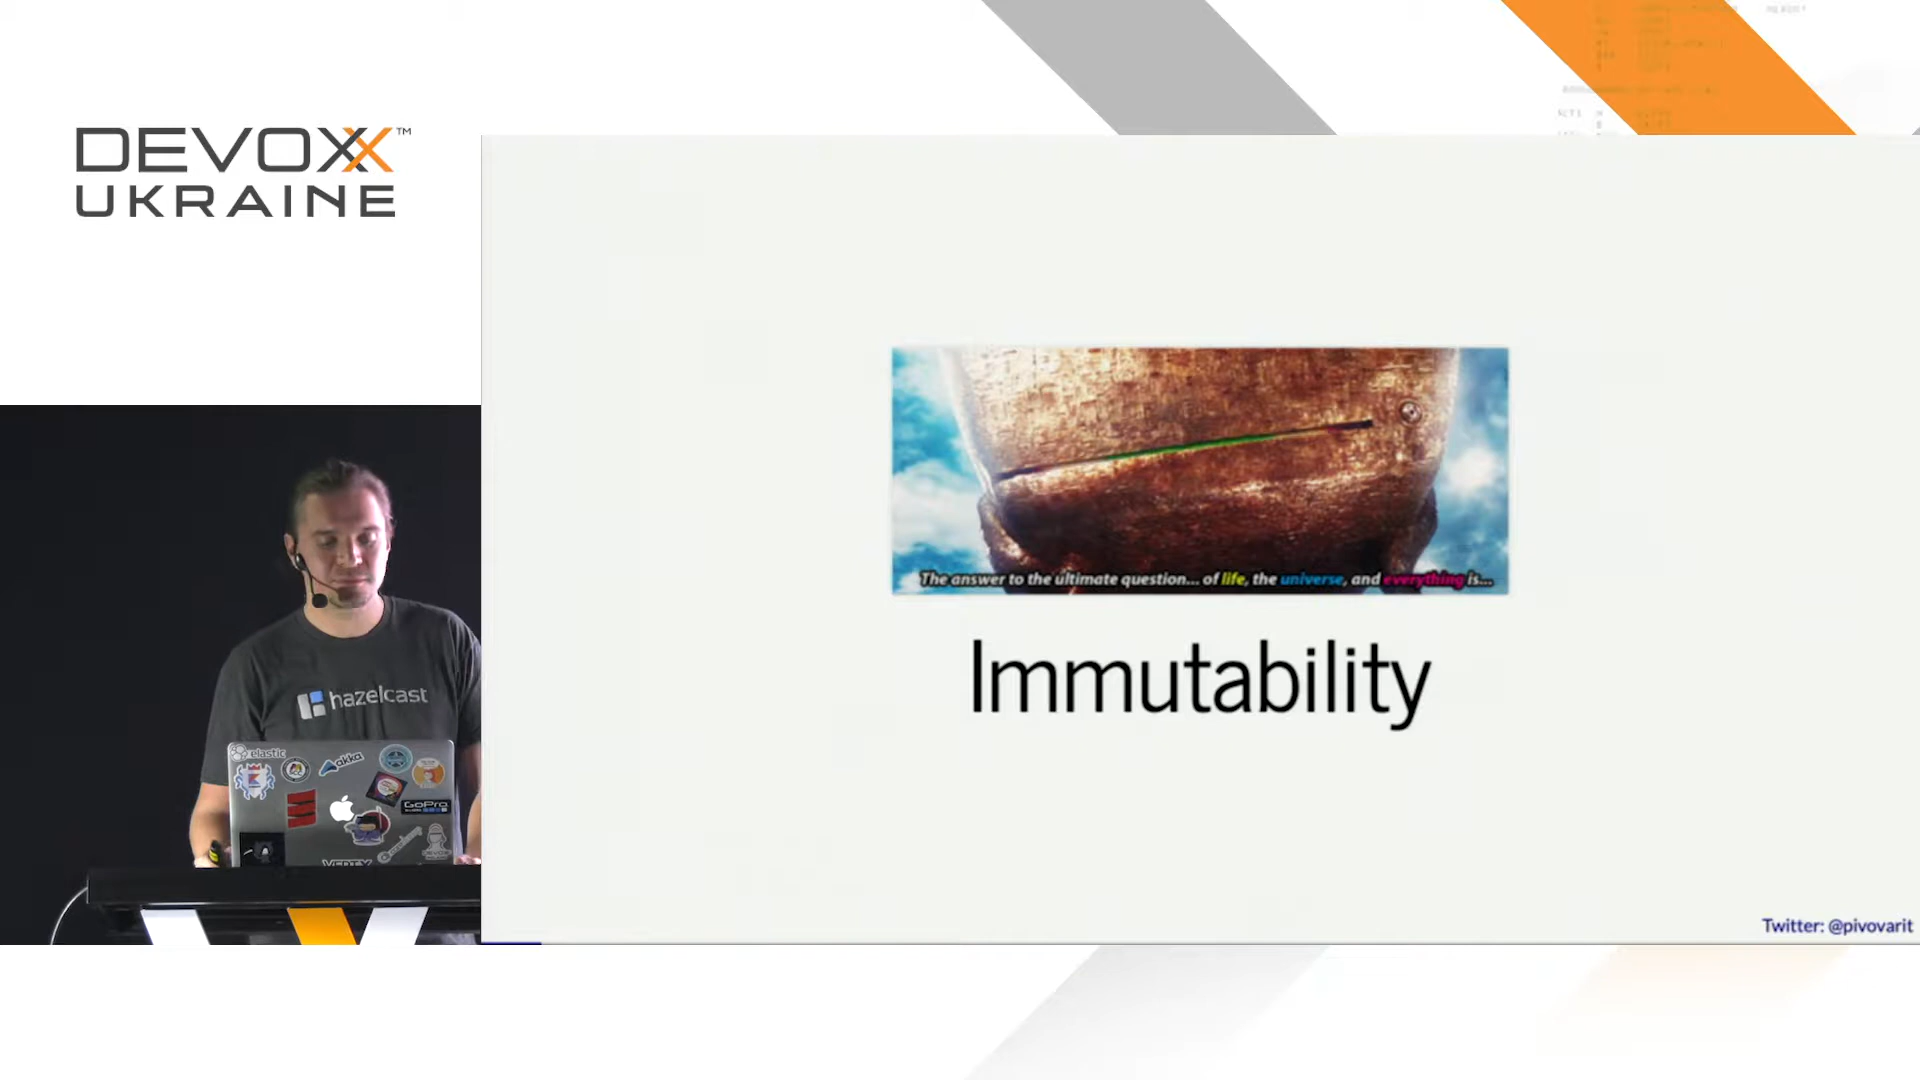 DEVOXX™
UKRAINE
The answer to the ultimate question... of life, the universe, and everything is...
Immutability
hazelcast
elastic
akka
GoPro
Twitter: @pivovarit